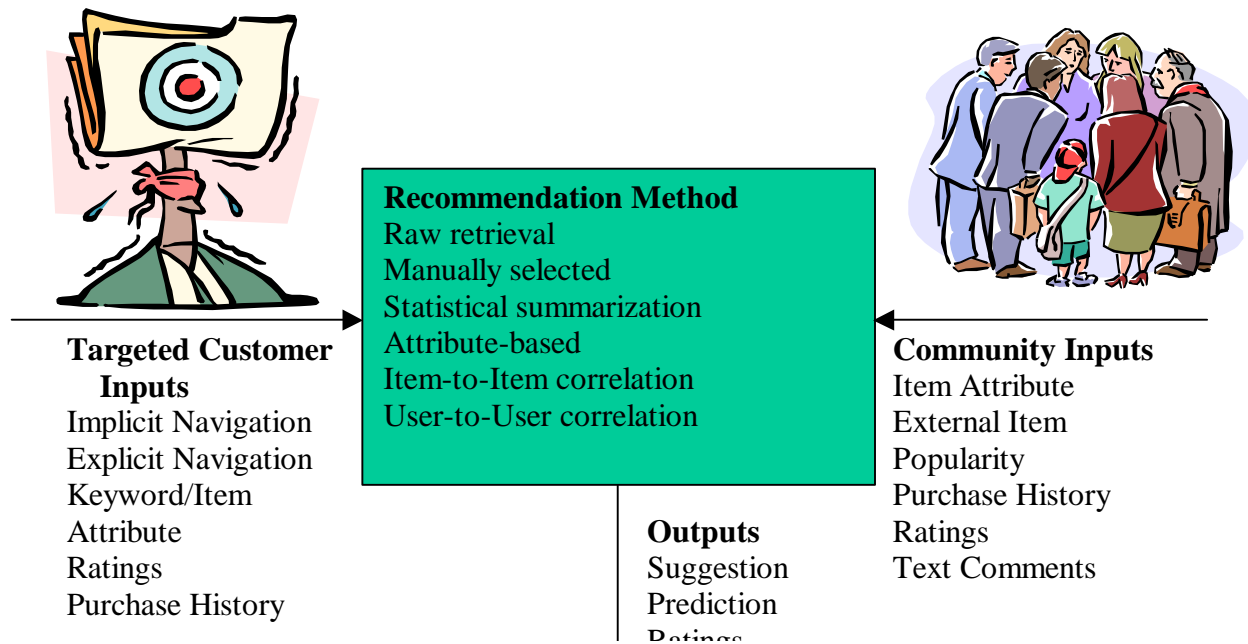 Recommendation Method
Raw retrieval
Manually selected
Statistical summarization
Attribute-based
Item-to-Item correlation
User-to-User correlation
Targeted Customer
Inputs
Implicit Navigation
Explicit Navigation
Keyword/Item
Attribute
Ratings
Purchase History
Community Inputs
Item Attribute
External Item
Popularity
Purchase History
Ratings
Text Comments
Outputs
Suggestion
Prediction
Ratings